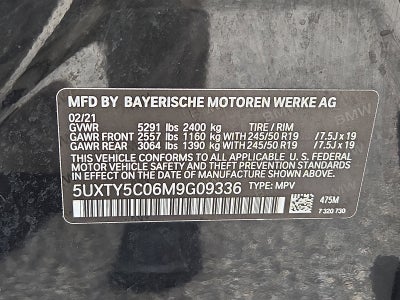 MFD BY BAYERISCHE MOTOREN WERKE AG
02/21
GVWR 5291 lbs 2400 kg TIRE / RIM
GAWR FRONT 2557 lbs 1160 kg WITH 245/50 R19 /7.5J x 19
GAWR REAR 3064 lbs 1390 kg WITH 245/50 R19 /7.5J x 19
THIS VEHICLE CONFORMS TO ALL APPLICABLE
FEDERAL MOTOR VEHICLE SAFETY, BUMPER AND
THEFT PREVENTION STANDARDS IN EFFECT ON THE
DATE OF MANUFACTURE SHOWN ABOVE.
5UXTY5C06M9G09336 TYPE: MPV
475M
7 320 730